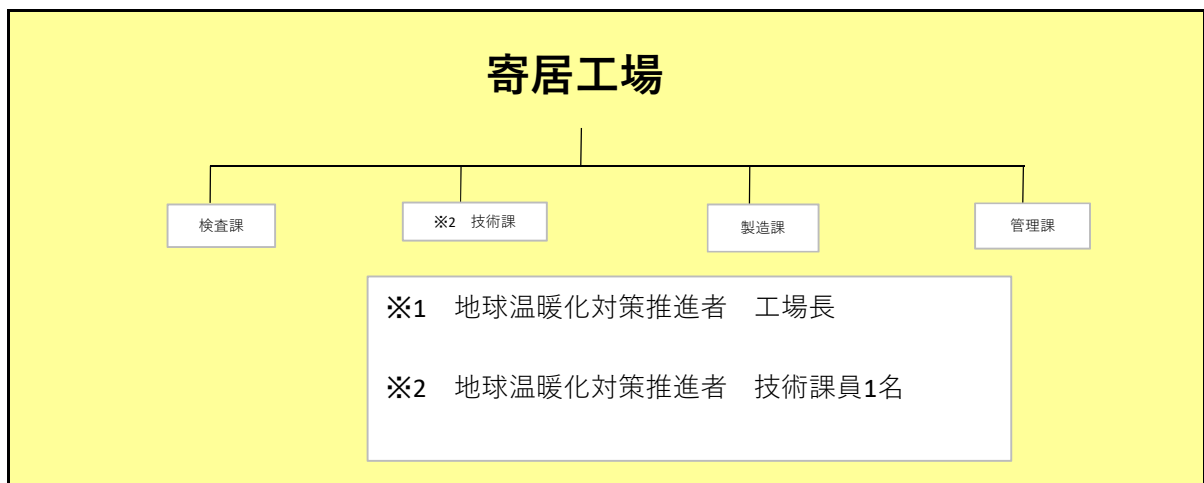 寄居工場
検査課
※2　技術課
製造課
管理課
※1　地球温暖化対策推進者　工場長
※2　地球温暖化対策推進者　技術課員1名